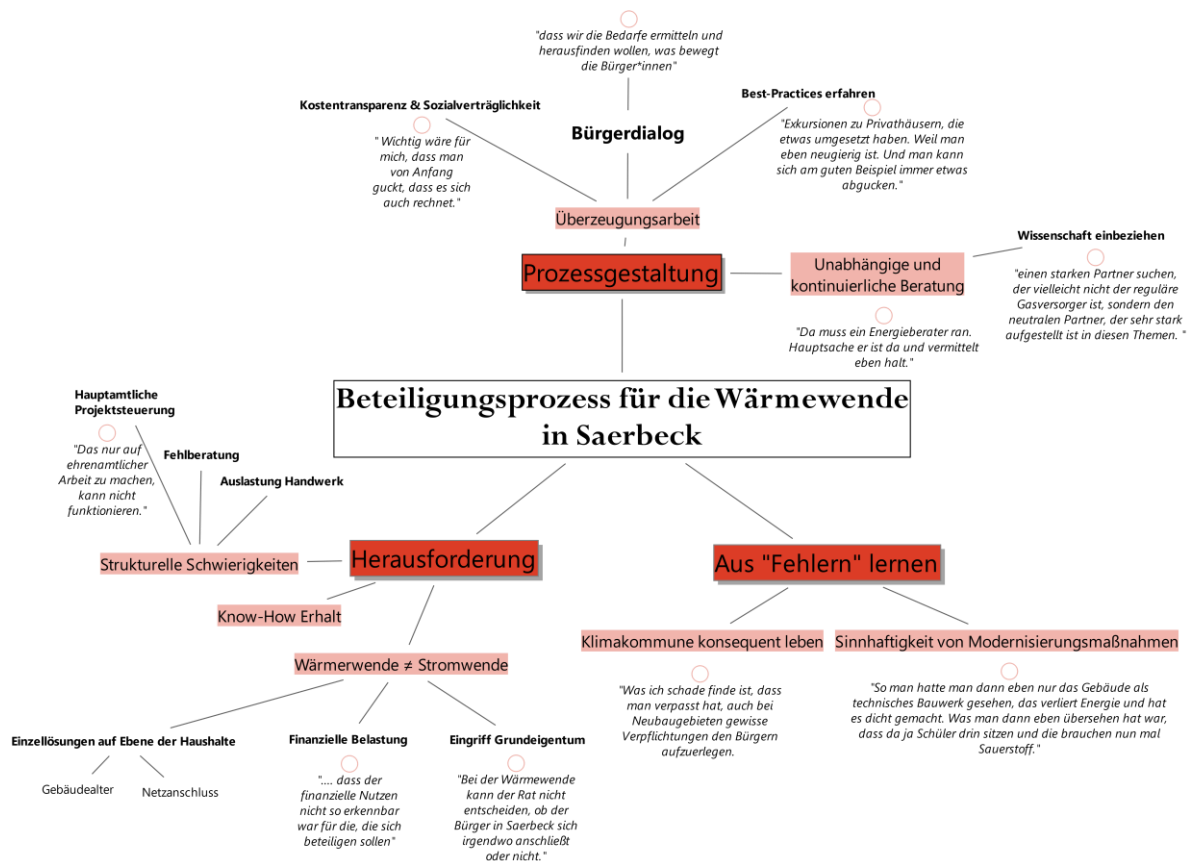 "dass wir die Bedarfe ermitteln und
herausfinden wollen, was bewegt
die Bürger*innen"
Kostentransparenz & Sozialverträglichkeit
" Wichtig wäre für
mich, dass man
von Anfang
guckt, dass es sich
auch rechnet."
Bürgerdialog
Best-Practices erfahren
"Exkursionen zu Privathäusern, die
etwas umgesetzt haben. Weil man
eben neugierig ist. Und man kann
sich am guten Beispiel immer etwas
abgucken."
Überzeugungsarbeit
Prozessgestaltung
Unabhängige und
kontinuierliche Beratung
"Da muss ein Energieberater ran.
Hauptsache er ist da und vermittelt
eben halt."
Wissenschaft einbeziehen
"einen starken Partner suchen,
der vielleicht nicht der reguläre
Gasversorger ist, sondern den
neutralen Partner, der sehr stark
aufgestellt ist in diesen Themen. "
Beteiligungsprozess für die Wärmewende
in Saerbeck
Hauptamtliche
Projektsteuerung
"Das nur auf
ehrenamtlicher
Arbeit zu machen,
kann nicht
funktionieren."
Fehlberatung
Auslastung Handwerk
Strukturelle Schwierigkeiten
Herausforderung
Know-How Erhalt
Wärmerwende ≠ Stromwende
Einzellösungen auf Ebene der Haushalte
Gebäudealter
Netzanschluss
Finanzielle Belastung
".... dass der
finanzielle Nutzen
nicht so erkennbar
war für die, die sich
beteiligen sollen"
Eingriff Grundeigentum
"Bei der Wärmewende
kann der Rat nicht
entscheiden, ob der
Bürger in Saerbeck sich
irgendwo anschließt
oder nicht."
Aus "Fehlern" lernen
Klimakommune konsequent leben
"Was ich schade finde ist, dass
man verpasst hat, auch bei
Neubaugebieten gewisse
Verpflichtungen den Bürgern
aufzuerlegen.
Sinnhaftigkeit von Modernisierungsmaßnahmen
"So man hatte man dann eben nur das Gebäude als
technisches Bauwerk gesehen, das verliert Energie und hat
es dicht gemacht. Was man dann eben übersehen hat war,
dass da ja Schüler drin sitzen und die brauchen nun mal
Sauerstoff."